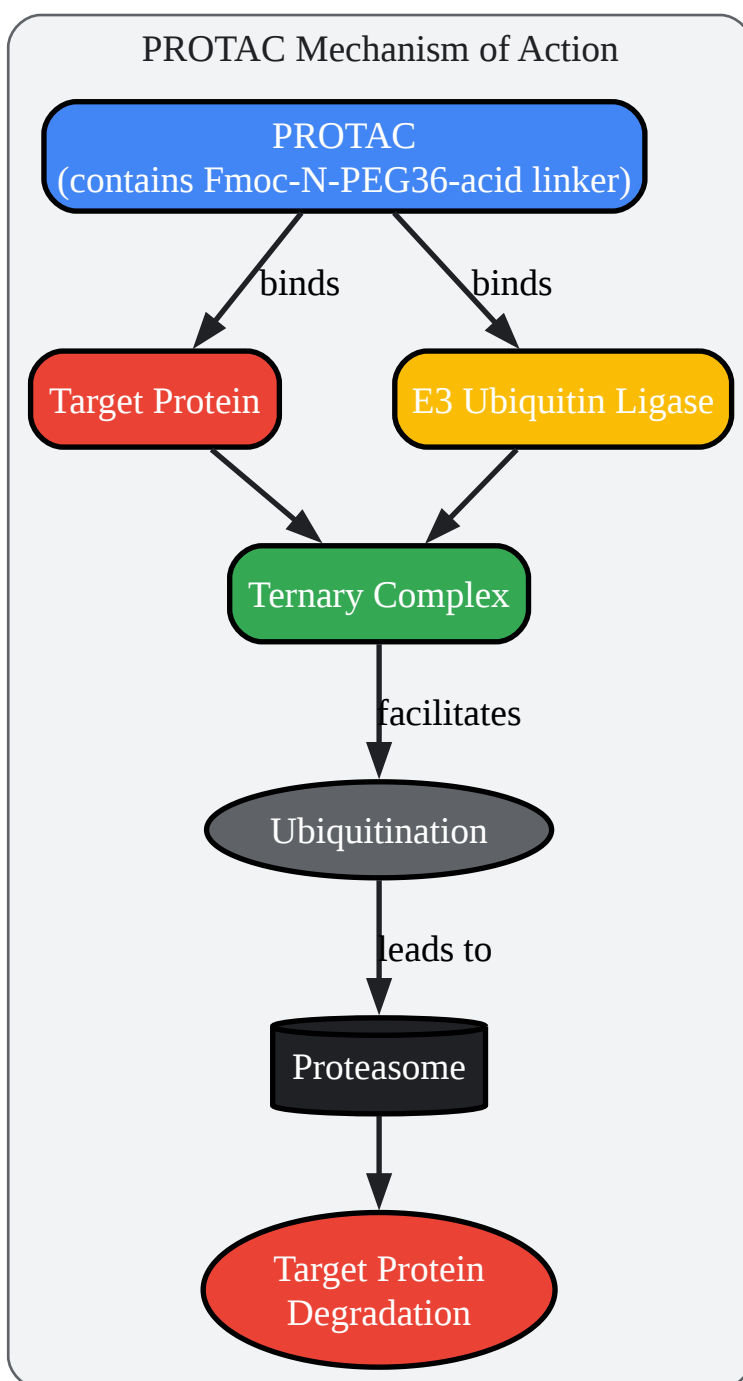 PROTAC Mechanism of Action
PROTAC
(contains Fmoc-N-PEG36-acid linker)
binds
binds
Target Protein
E3 Ubiquitin Ligase
Ternary Complex
facilitates
Ubiquitination
leads to
Proteasome
Target Protein
Degradation